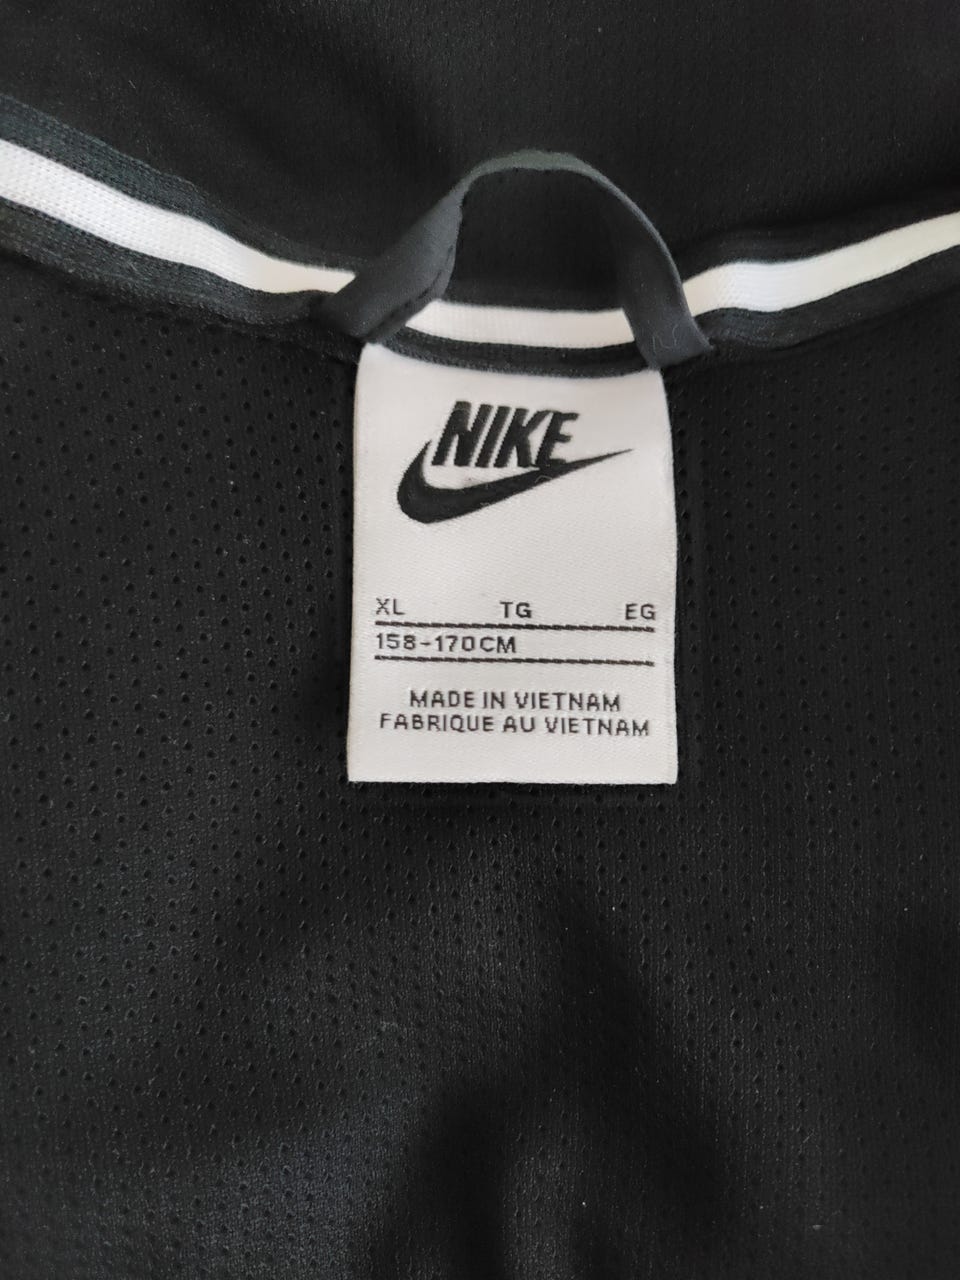 NIKE
XL TG EG
158-170CM
MADE IN VIETNAM
FABRIQUE AU VIETNAM